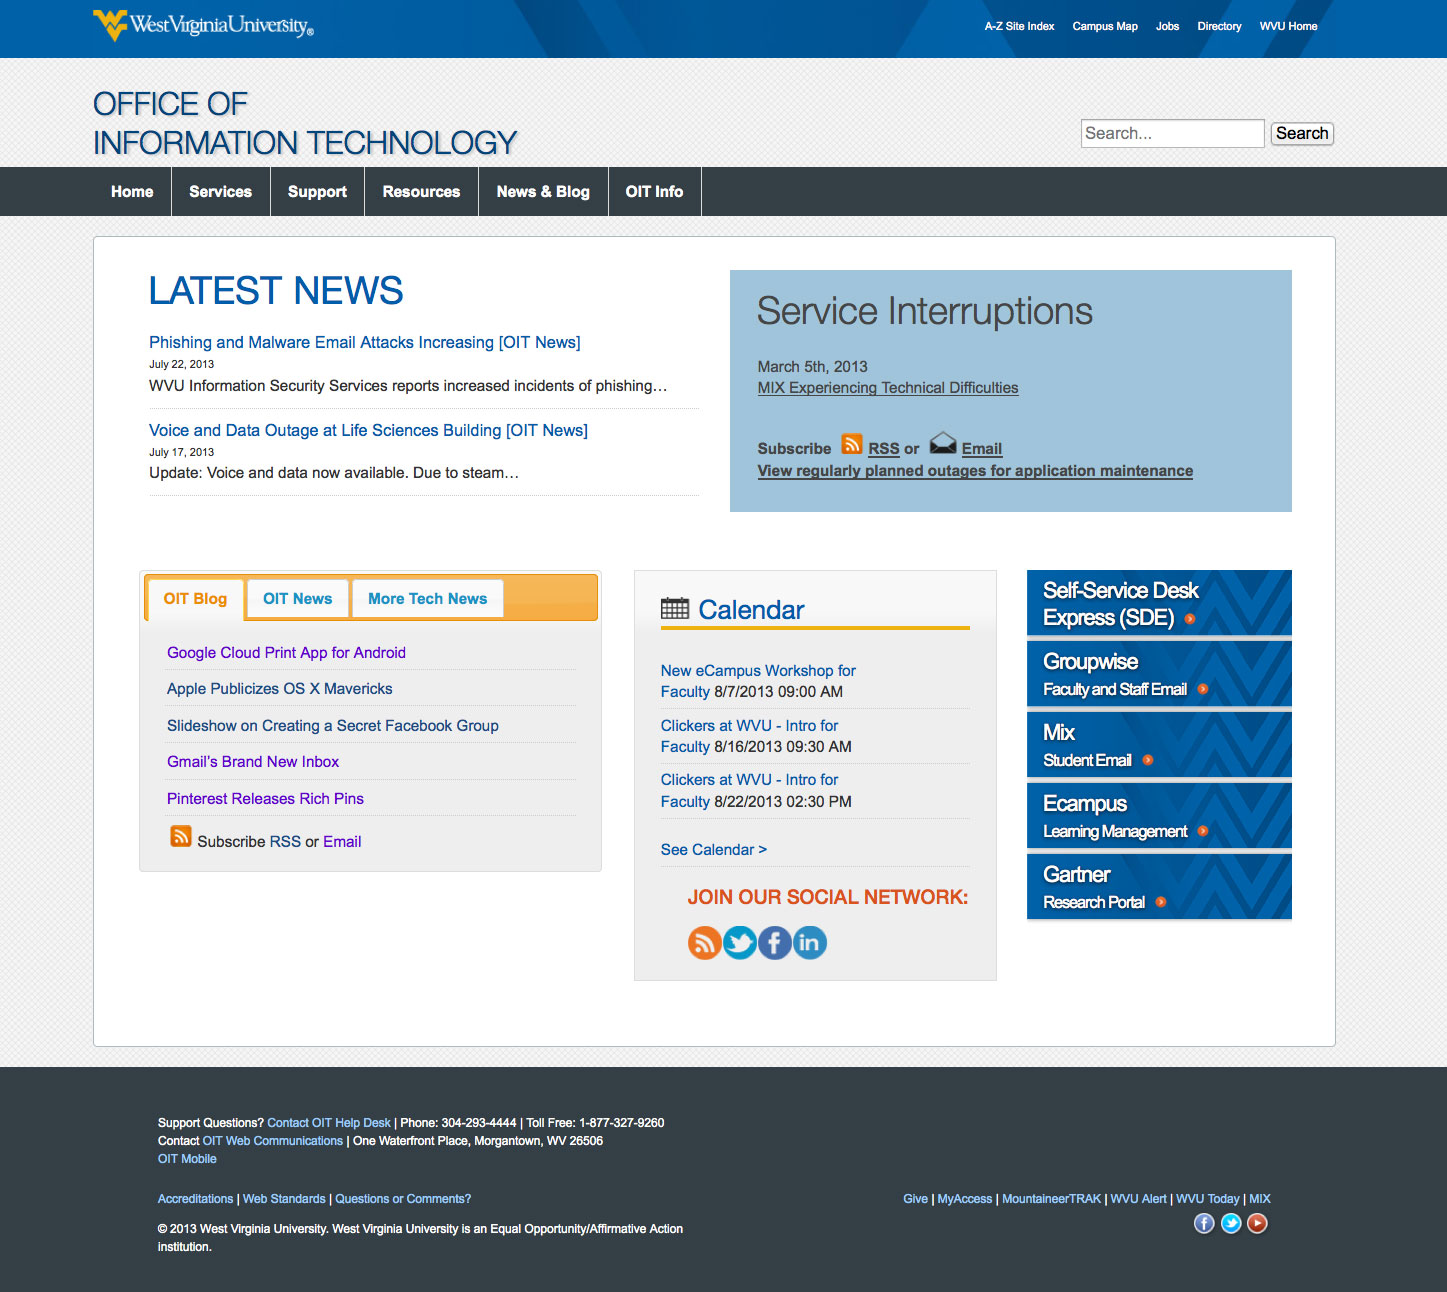 WestVirginiaUniversity®
A-Z Site Index Campus Map Jobs Directory WVU Home
OFFICE OF
INFORMATION TECHNOLOGY
Search... Search
Home Services Support Resources News & Blog OIT Info
LATEST NEWS
Phishing and Malware Email Attacks Increasing [OIT News]
July 22, 2013
WVU Information Security Services reports increased incidents of phishing…
Voice and Data Outage at Life Sciences Building [OIT News]
July 17, 2013
Update: Voice and data now available. Due to steam…
Service Interruptions
March 5th, 2013
MIX Experiencing Technical Difficulties
Subscribe RSS or Email
View regularly planned outages for application maintenance
OIT Blog OIT News More Tech News
Google Cloud Print App for Android
Apple Publicizes OS X Mavericks
Slideshow on Creating a Secret Facebook Group
Gmail's Brand New Inbox
Pinterest Releases Rich Pins
Subscribe RSS or Email
Calendar
New eCampus Workshop for
Faculty 8/7/2013 09:00 AM
Clickers at WVU - Intro for
Faculty 8/16/2013 09:30 AM
Clickers at WVU - Intro for
Faculty 8/22/2013 02:30 PM
See Calendar >
JOIN OUR SOCIAL NETWORK:
Self-Service Desk
Express (SDE)
Groupwise
Faculty and Staff Email
Mix
Student Email
Ecampus
Learning Management
Gartner
Research Portal
Support Questions? Contact OIT Help Desk | Phone: 304-293-4444 | Toll Free: 1-877-327-9260
Contact OIT Web Communications | One Waterfront Place, Morgantown, WV 26506
OIT Mobile
Accreditations | Web Standards | Questions or Comments?
© 2013 West Virginia University. West Virginia University is an Equal Opportunity/Affirmative Action
institution.
Give | MyAccess | MountaineerTRAK | WVU Alert | WVU Today | MIX